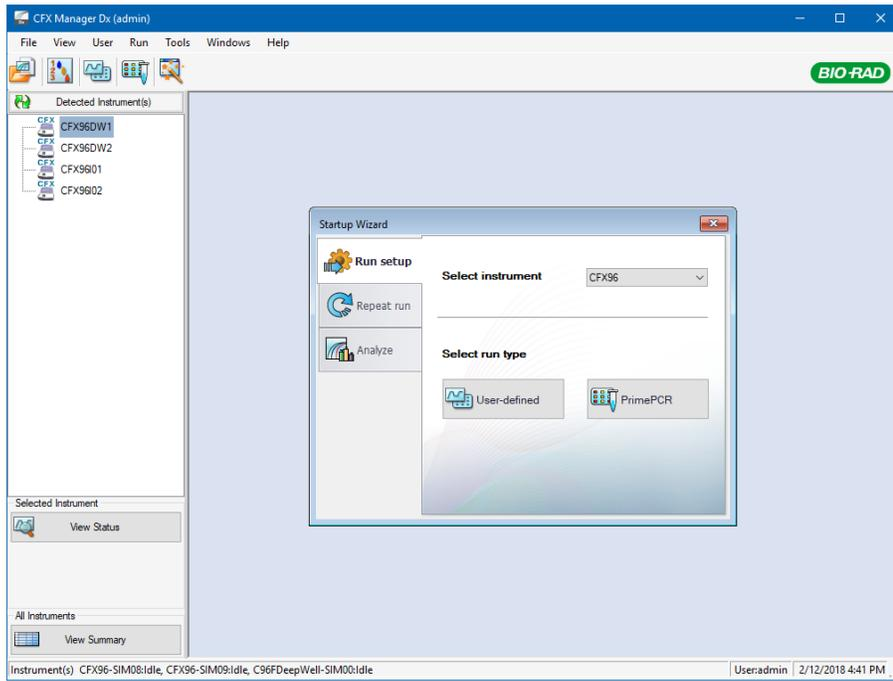 CFX Manager Dx (admin)
File View User Run Tools Windows Help
BIO-RAD
Detected Instrument(s)
CFX
CFX96DW1
CFX
CFX96DW2
CFX
CFX96I01
CFX
CFX96I02
Startup Wizard
Run setup
Repeat run
Analyze
Select instrument
CFX96
Select run type
User-defined
PrimePCR
Selected Instrument
View Status
All Instruments
View Summary
Instrument(s) CFX96-SIM08:Idle, CFX96-SIM09:Idle, C96FDeepWell-SIM00:Idle
User:admin 2/12/2018 4:41 PM